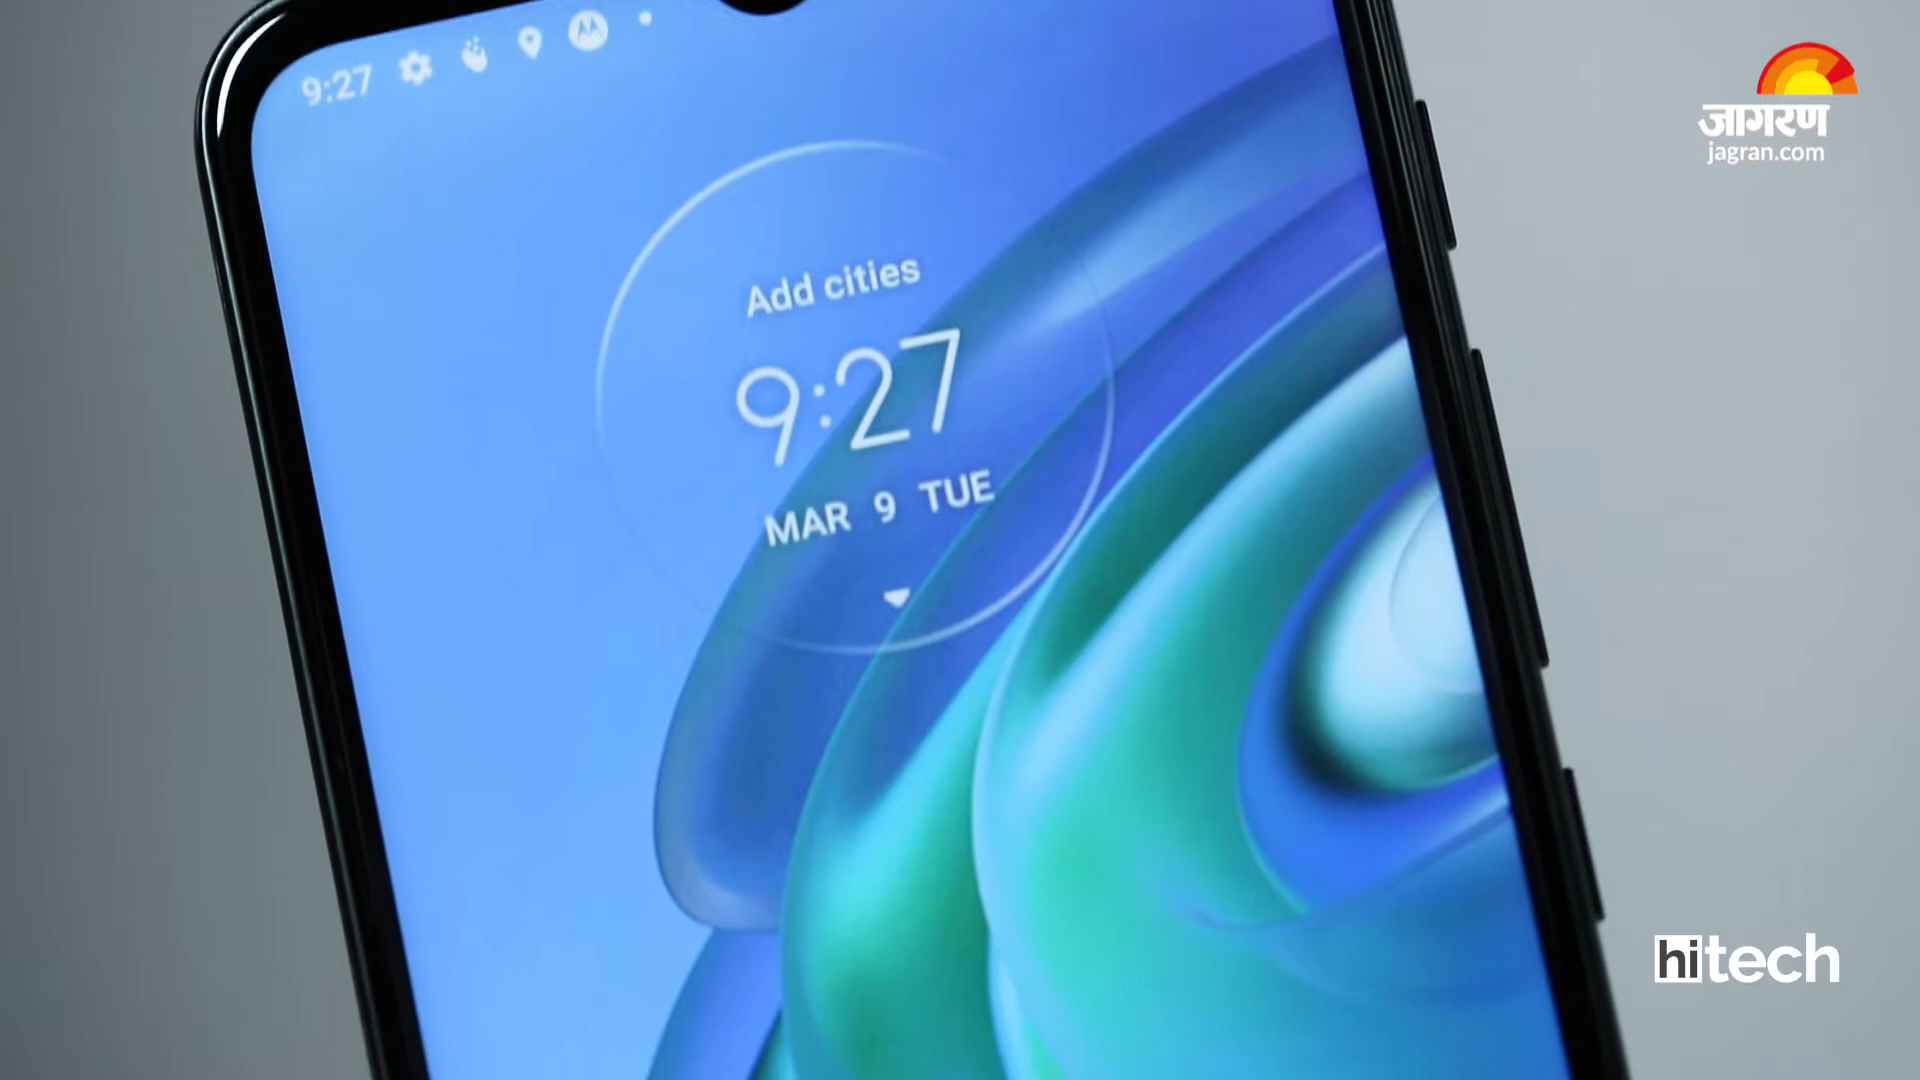 9:27
जागरण
jagran.com
Add cities
9:27
MAR 9 TUE
hitech